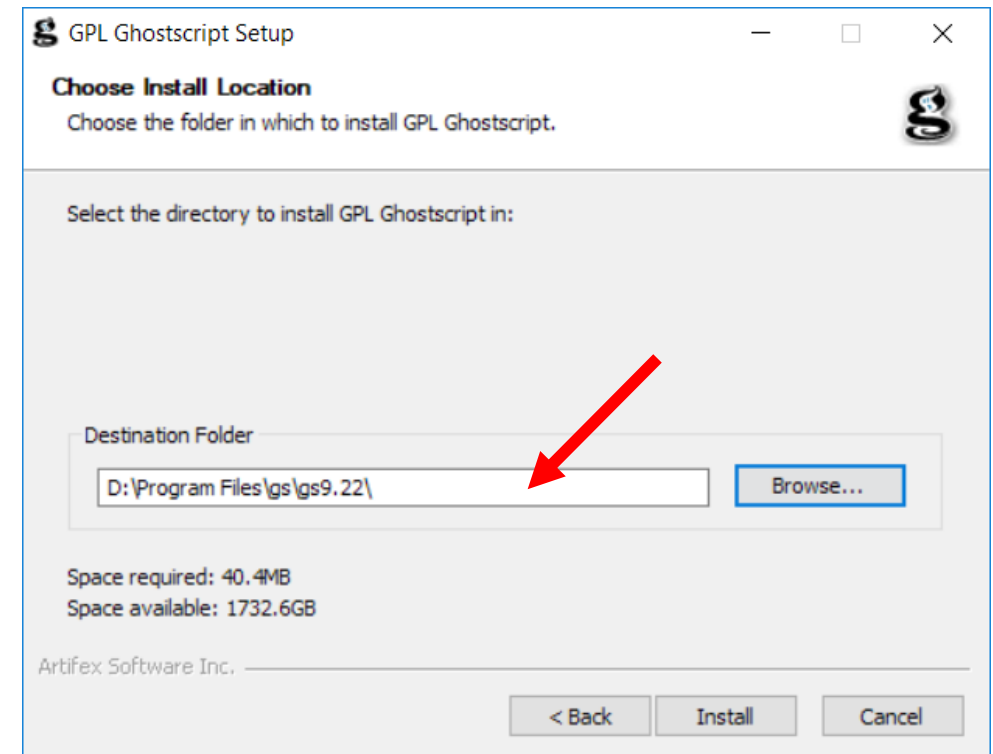 GPL Ghostscript Setup
Choose Install Location
Choose the folder in which to install GPL Ghostscript.
Select the directory to install GPL Ghostscript in:
Destination Folder
D:\Program Files\gs\gs9.22\
Browse...
Space required: 40.4MB
Space available: 1732.6GB
Artifex Software Inc.
< Back Install Cancel